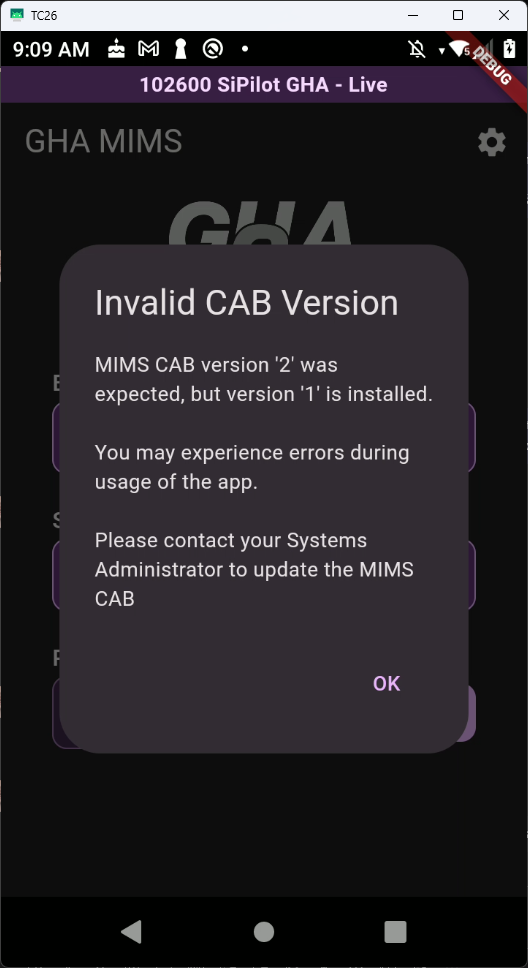 TC26
9:09 AM
5
DEBUG
102600 SiPilot GHA - Live
GHA MIMS
GHA
Invalid CAB Version
MIMS CAB version '2' was
expected, but version '1' is installed.
You may experience errors during
usage of the app.
Please contact your Systems
Administrator to update the MIMS
CAB
OK